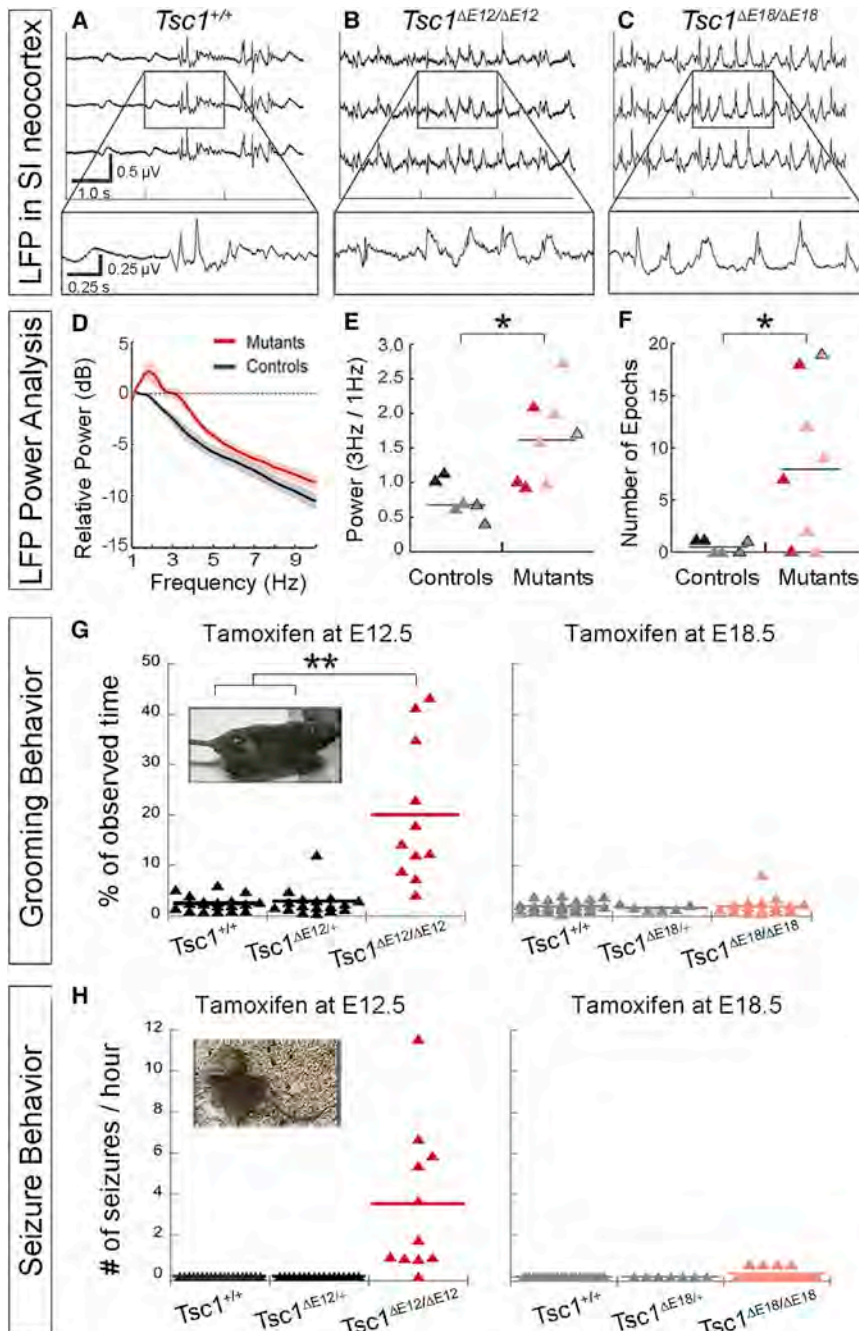 LFP in SI neocortex
A Tsc1+/+
B Tsc1ΔE12/ΔE12
C Tsc1ΔE18/ΔE18
0.5 µV
1.0 s
0.25 µV
0.25 s
LFP Power Analysis
D
Mutants
Controls
Relative Power (dB)
5
0
-5
-10
-15
1 3 5 7 9
Frequency (Hz)
E
*
Power (3Hz / 1Hz)
3.0
2.5
2.0
1.5
1.0
0.5
0.0
Controls Mutants
F
*
Number of Epochs
20
15
10
5
0
Controls Mutants
Grooming Behavior
G
Tamoxifen at E12.5
Tamoxifen at E18.5
**
% of observed time
50
40
30
20
10
0
Tsc1+/+
Tsc1ΔE12/+
Tsc1ΔE12/ΔE12
Tsc1+/+
Tsc1ΔE18/+
Tsc1ΔE18/ΔE18
Seizure Behavior
H
Tamoxifen at E12.5
Tamoxifen at E18.5
# of seizures / hour
12
10
8
6
4
2
0
Tsc1+/+
Tsc1ΔE12/+
Tsc1ΔE12/ΔE12
Tsc1+/+
Tsc1ΔE18/+
Tsc1ΔE18/ΔE18